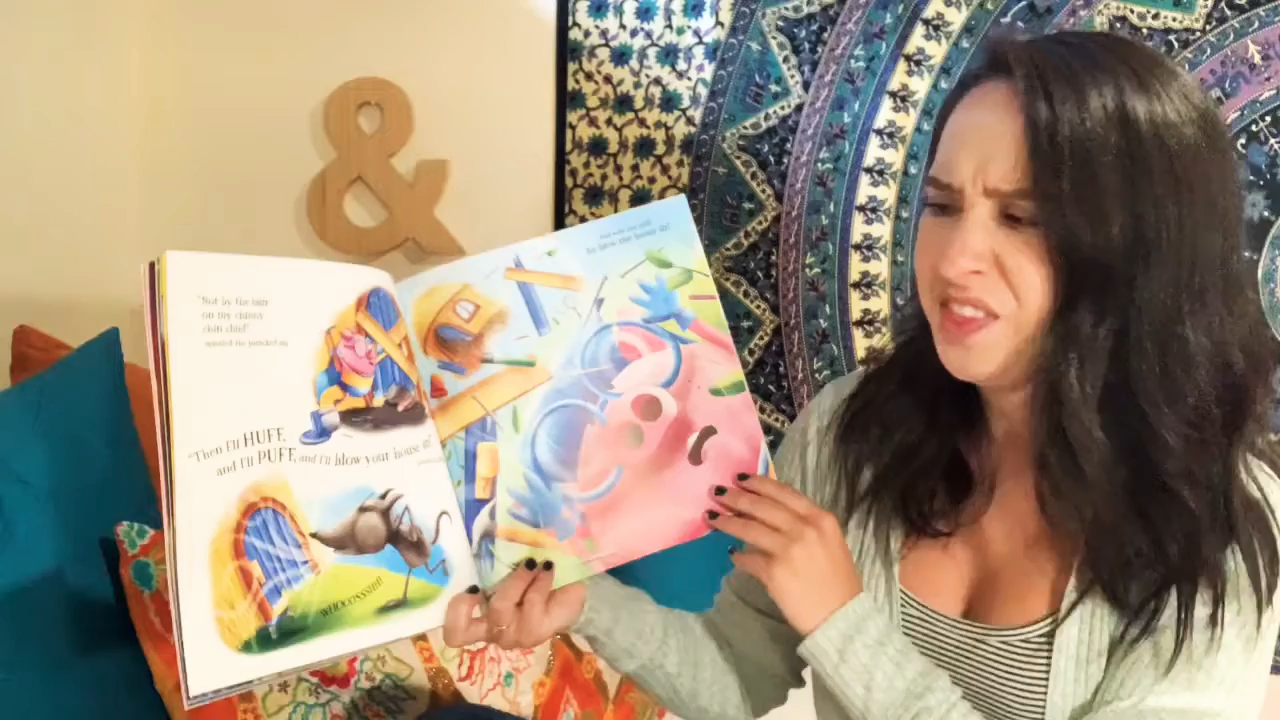 "Not by the hair
on my chinny
chin chin!"
"Then I'll HUFF,
and I'll PUFF, and I'll blow your house in!"
WHOOOSSSHH!
&